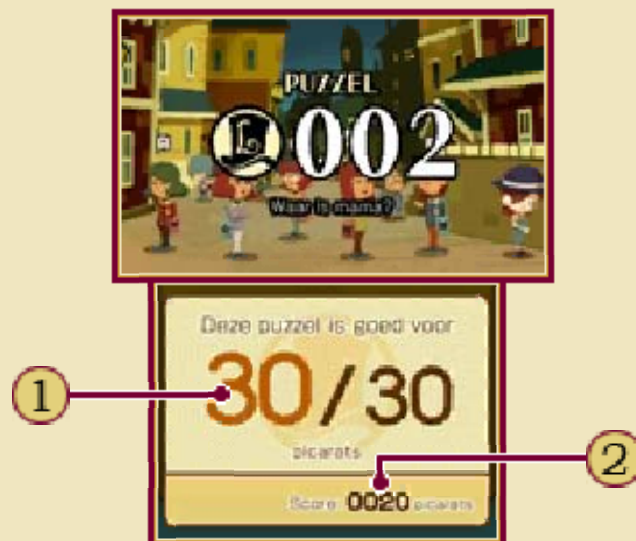 PUZZEL
L 002
Waar is mama?
Deze puzzel is goed voor
1
30/30
picarats
2
Score 0020 picarats